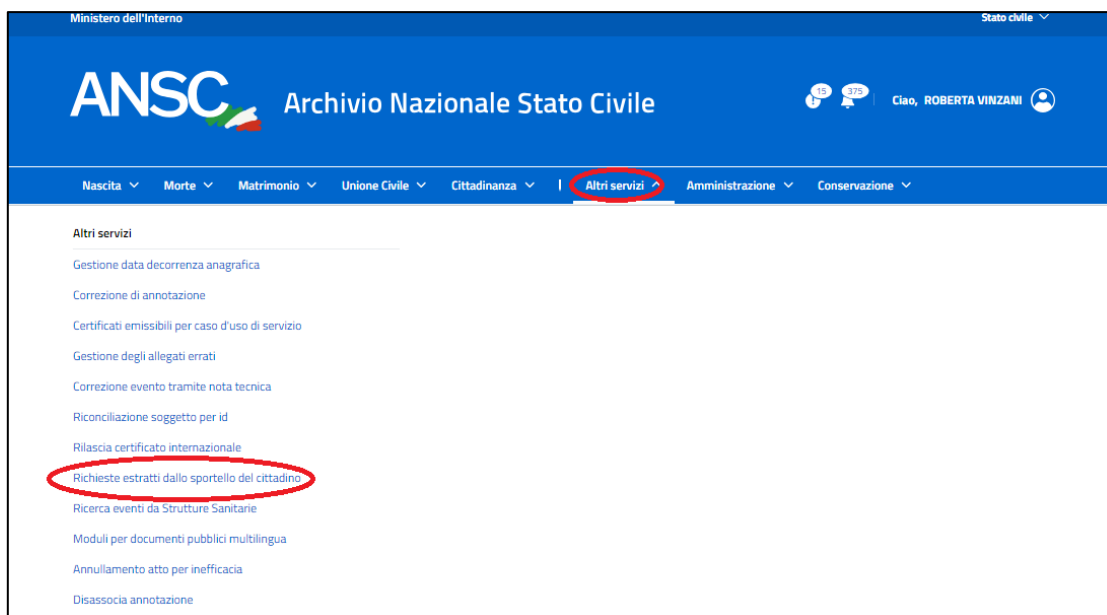 Ministero dell'Interno Stato civile
ANSC Archivio Nazionale Stato Civile 15 375 Ciao, ROBERTA VINZANI
Nascita Morte Matrimonio Unione Civile Cittadinanza | Altri servizi Amministrazione Conservazione
Altri servizi
Gestione data decorrenza anagrafica
Correzione di annotazione
Certificati emissibili per caso d'uso di servizio
Gestione degli allegati errati
Correzione evento tramite nota tecnica
Riconciliazione soggetto per id
Rilascia certificato internazionale
Richieste estratti dallo sportello del cittadino
Ricerca eventi da Strutture Sanitarie
Moduli per documenti pubblici multilingua
Annullamento atto per inefficacia
Disassocia annotazione